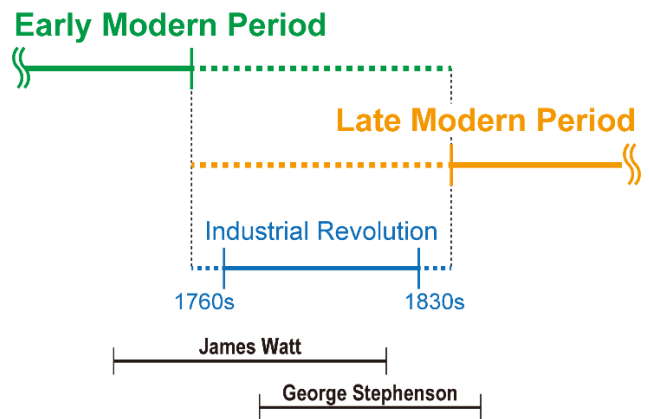 Early Modern Period
Late Modern Period
Industrial Revolution
1760s 1830s
James Watt
George Stephenson